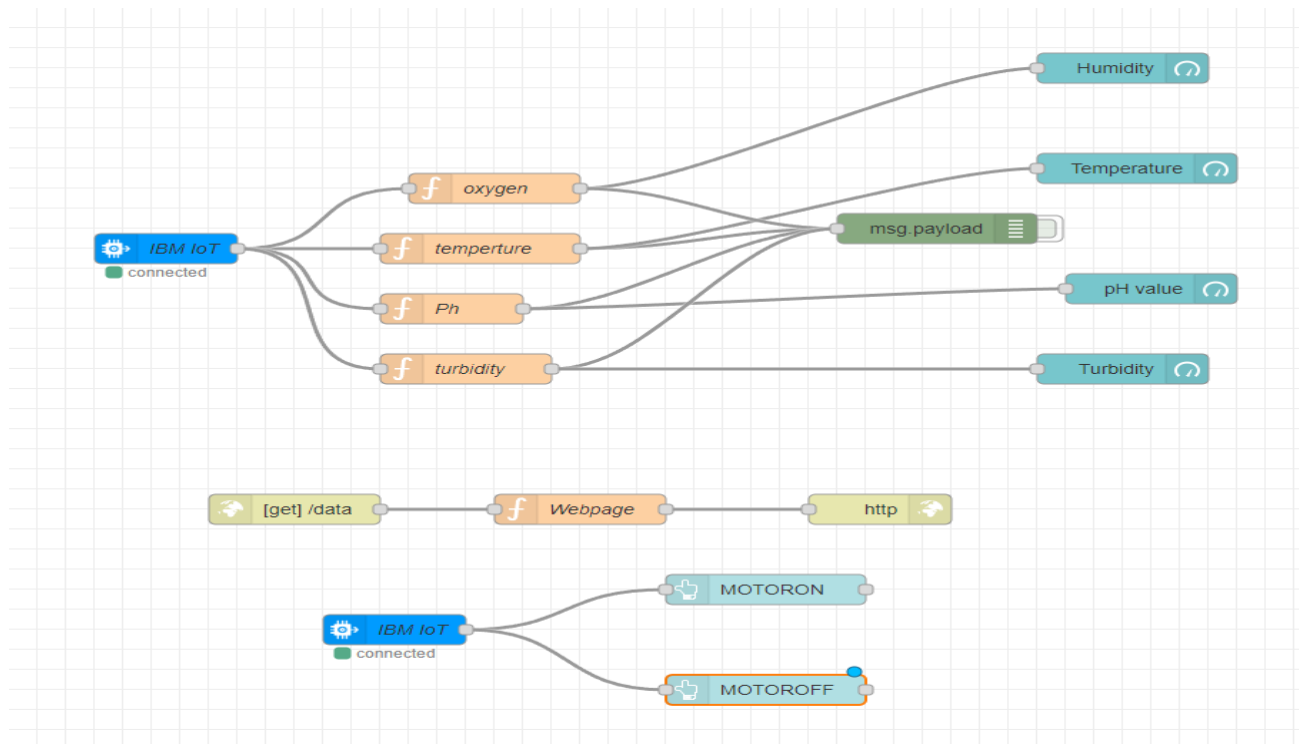 Humidity
Temperature
oxygen
msg.payload
IBM IoT
temperture
connected
pH value
Ph
turbidity
Turbidity
[get] /data
Webpage
http
MOTORON
IBM IoT
connected
MOTOROFF